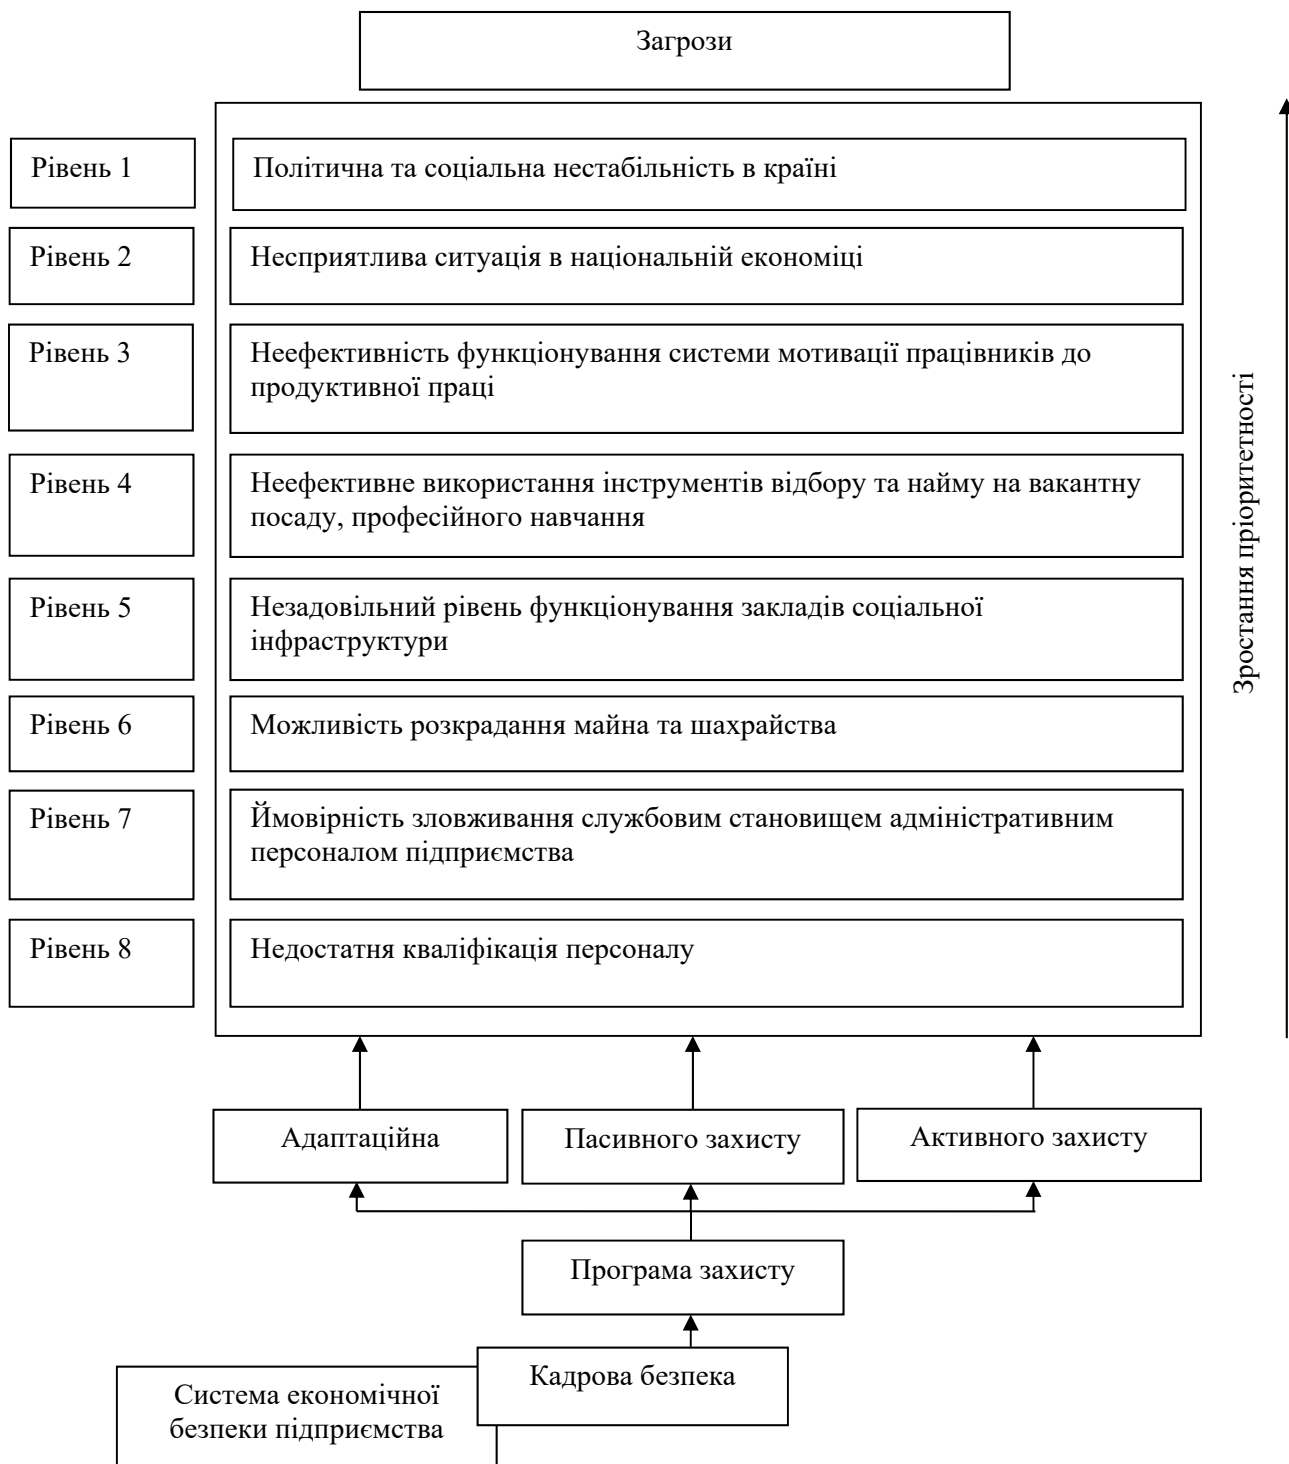 Загрози
Рівень 1
Політична та соціальна нестабільність в країні
Рівень 2
Несприятлива ситуація в національній економіці
Рівень 3
Неефективність функціонування системи мотивації працівників до
продуктивної праці
Рівень 4
Неефективне використання інструментів відбору та найму на вакантну
посаду, професійного навчання
Рівень 5
Незадовільний рівень функціонування закладів соціальної
інфраструктури
Рівень 6
Можливість розкрадання майна та шахрайства
Рівень 7
Ймовірність зловживання службовим становищем адміністративним
персоналом підприємства
Рівень 8
Недостатня кваліфікація персоналу
Зростання пріоритетності
Адаптаційна
Пасивного захисту
Активного захисту
Програма захисту
Кадрова безпека
Система економічної
безпеки підприємства